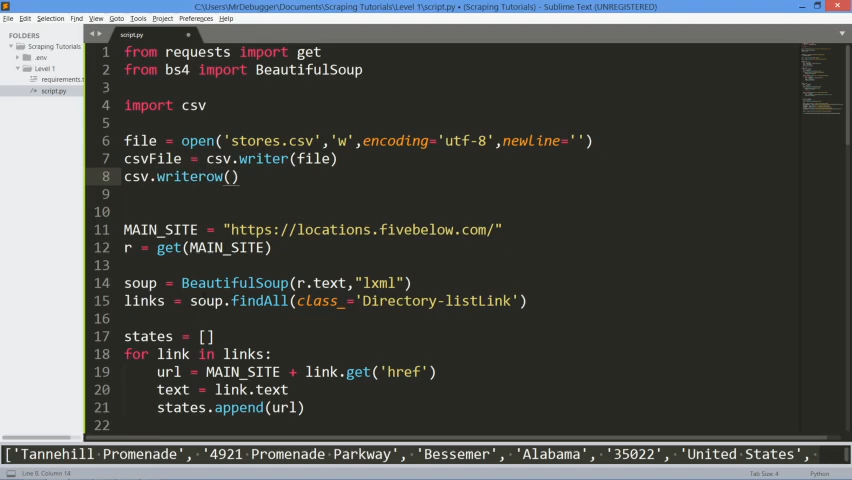 C:\Users\MrDebugger\Documents\Scraping Tutorials\Level 1\script.py • (Scraping Tutorials) - Sublime Text (UNREGISTERED)
File Edit Selection Find View Goto Tools Project Preferences Help
FOLDERS
Scraping Tutorials
.env
Level 1
requirements.t
script.py
script.py
1 from requests import get
2 from bs4 import BeautifulSoup
3
4 import csv
5
6 file = open('stores.csv','w',encoding='utf-8',newline='')
7 csvFile = csv.writer(file)
8 csv.writerow()
9
10
11 MAIN_SITE = "https://locations.fivebelow.com/"
12 r = get(MAIN_SITE)
13
14 soup = BeautifulSoup(r.text,"lxml")
15 links = soup.findAll(class_='Directory-listLink')
16
17 states = []
18 for link in links:
19 url = MAIN_SITE + link.get('href')
20 text = link.text
21 states.append(url)
22
['Tannehill Promenade', '4921 Promenade Parkway', 'Bessemer', 'Alabama', '35022', 'United States',
Line 8, Column 14
Tab Size: 4
Python